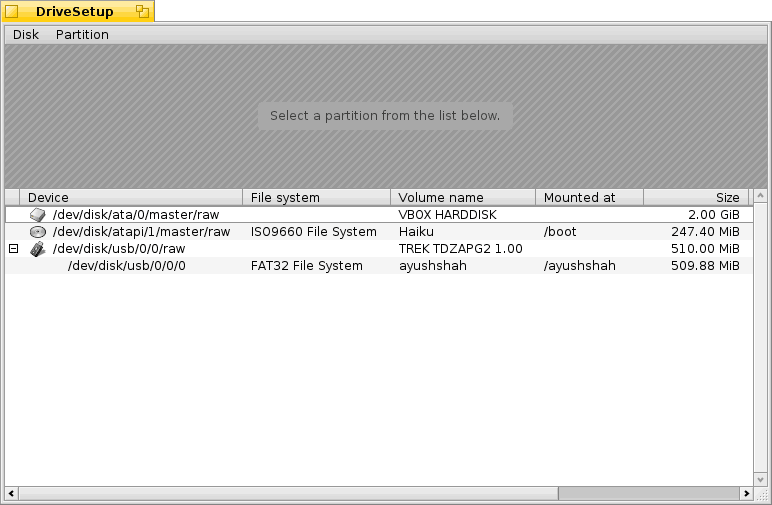 DriveSetup
Disk Partition
Select a partition from the list below.
Device File system Volume name Mounted at Size
/dev/disk/ata/0/master/raw VBOX HARDDISK 2.00 GiB
/dev/disk/atapi/1/master/raw ISO9660 File System Haiku /boot 247.40 MiB
/dev/disk/usb/0/0/raw TREK TDZAPG2 1.00 510.00 MiB
/dev/disk/usb/0/0/0 FAT32 File System ayushshah /ayushshah 509.88 MiB